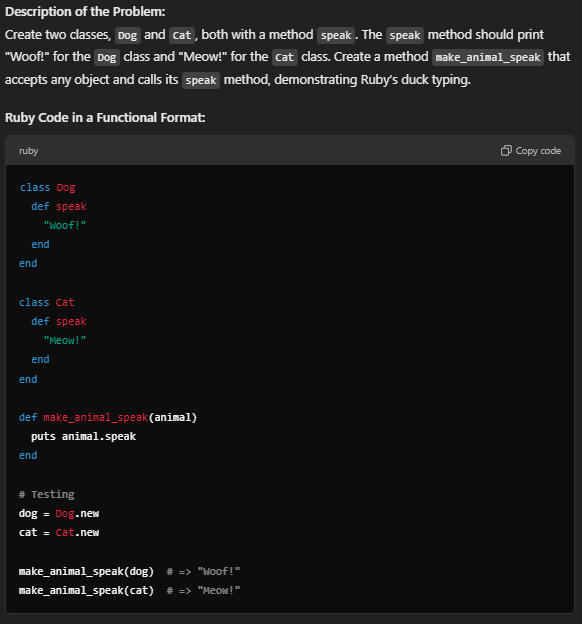 Description of the Problem:
Create two classes, Dog and Cat, both with a method speak. The speak method should print
"Woof!" for the Dog class and "Meow!" for the Cat class. Create a method make_animal_speak that
accepts any object and calls its speak method, demonstrating Ruby's duck typing.
Ruby Code in a Functional Format:
ruby Copy code
class Dog
  def speak
    "Woof!"
  end
end

class Cat
  def speak
    "Meow!"
  end
end

def make_animal_speak(animal)
  puts animal.speak
end

# Testing
dog = Dog.new
cat = Cat.new

make_animal_speak(dog)  # => "Woof!"
make_animal_speak(cat)  # => "Meow!"